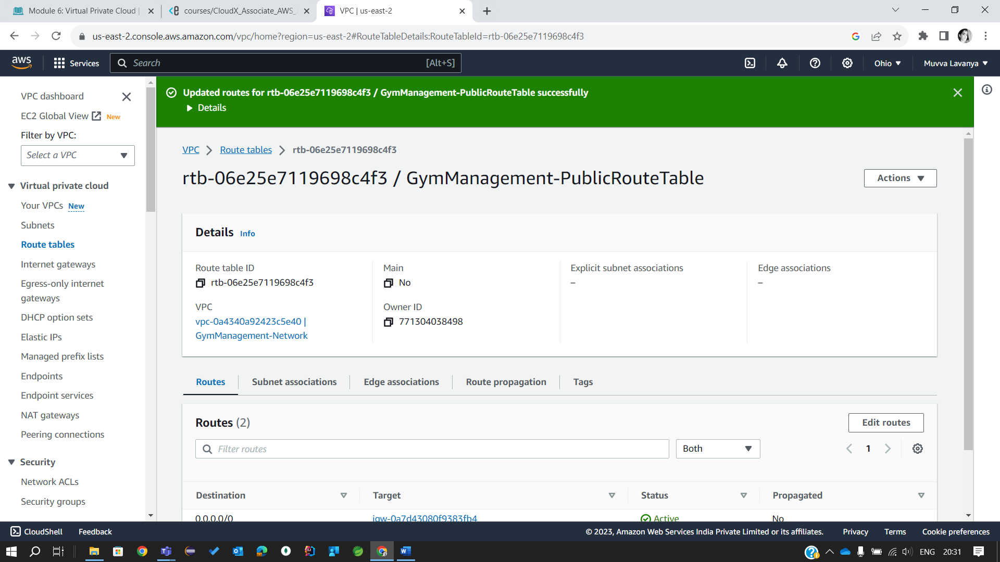 Module 6: Virtual Private Cloud |
courses/CloudX_Associate_AWS_
VPC | us-east-2
us-east-2.console.aws.amazon.com/vpc/home?region=us-east-2#RouteTableDetails:RouteTableId=rtb-06e25e7119698c4f3
aws
Services
Search
[Alt+S]
Ohio
Muvva Lavanya
VPC dashboard
EC2 Global View New
Filter by VPC:
Select a VPC
Virtual private cloud
Your VPCs New
Subnets
Route tables
Internet gateways
Egress-only internet
gateways
DHCP option sets
Elastic IPs
Managed prefix lists
Endpoints
Endpoint services
NAT gateways
Peering connections
Security
Network ACLs
Security groups
Updated routes for rtb-06e25e7119698c4f3 / GymManagement-PublicRouteTable successfully
Details
VPC
Route tables
rtb-06e25e7119698c4f3
rtb-06e25e7119698c4f3 / GymManagement-PublicRouteTable
Actions
Details Info
Route table ID
rtb-06e25e7119698c4f3
VPC
vpc-0a4340a92423c5e40 |
GymManagement-Network
Main
No
Owner ID
771304038498
Explicit subnet associations
–
Edge associations
–
Routes
Subnet associations
Edge associations
Route propagation
Tags
Routes (2)
Edit routes
Filter routes
Both
1
Destination
Target
Status
Propagated
0.0.0.0/0
igw-0a7d43080f9383fb4
Active
No
CloudShell
Feedback
© 2023, Amazon Web Services India Private Limited or its affiliates.
Privacy
Terms
Cookie preferences
ENG
20:31